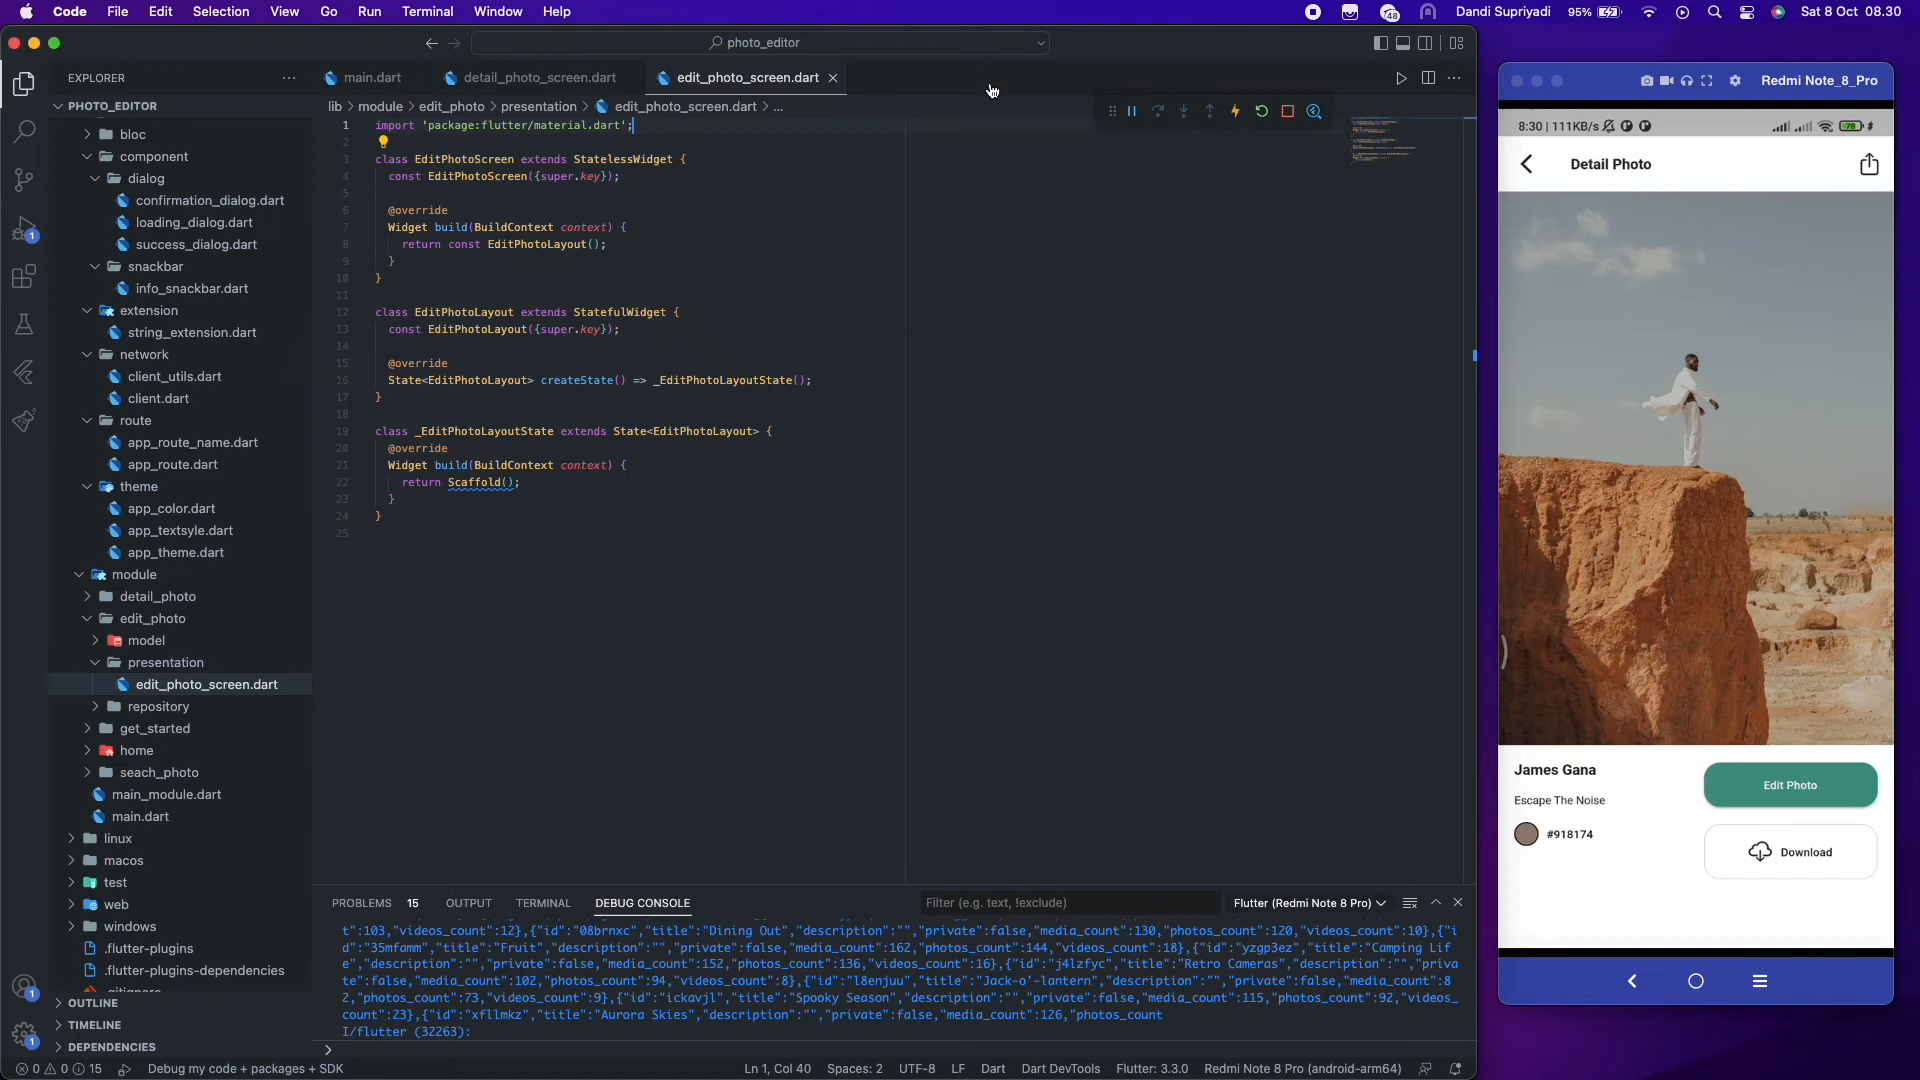 Code File Edit Selection View Go Run Terminal Window Help
48 Dandi Supriyadi 95% Sat 8 Oct 08.30
photo_editor
EXPLORER
PHOTO_EDITOR
bloc
component
dialog
confirmation_dialog.dart
loading_dialog.dart
success_dialog.dart
snackbar
info_snackbar.dart
extension
string_extension.dart
network
client_utils.dart
client.dart
route
app_route_name.dart
app_route.dart
theme
app_color.dart
app_textsyle.dart
app_theme.dart
module
detail_photo
edit_photo
model
presentation
edit_photo_screen.dart
repository
get_started
home
seach_photo
main_module.dart
main.dart
linux
macos
test
web
windows
.flutter-plugins
.flutter-plugins-dependencies
OUTLINE
TIMELINE
DEPENDENCIES
1
1
1
main.dart detail_photo_screen.dart edit_photo_screen.dart
lib > module > edit_photo > presentation > edit_photo_screen.dart > ...
1 import 'package:flutter/material.dart';
2
3 class EditPhotoScreen extends StatelessWidget {
4 const EditPhotoScreen({super.key});
5
6 @override
7 Widget build(BuildContext context) {
8 return const EditPhotoLayout();
9 }
10 }
11
12 class EditPhotoLayout extends StatefulWidget {
13 const EditPhotoLayout({super.key});
14
15 @override
16 State<EditPhotoLayout> createState() => _EditPhotoLayoutState();
17 }
18
19 class _EditPhotoLayoutState extends State<EditPhotoLayout> {
20 @override
21 Widget build(BuildContext context) {
22 return Scaffold();
23 }
24 }
25
PROBLEMS 15 OUTPUT TERMINAL DEBUG CONSOLE
Filter (e.g. text, !exclude) Flutter (Redmi Note 8 Pro)
t":103,"videos_count":12},{"id":"08brnxc","title":"Dining Out","description":"","private":false,"media_count":130,"photos_count":120,"videos_count":10},{"i
d":"35mfamm","title":"Fruit","description":"","private":false,"media_count":162,"photos_count":144,"videos_count":18},{"id":"yzgp3ez","title":"Camping Lif
e","description":"","private":false,"media_count":152,"photos_count":136,"videos_count":16},{"id":"j4lzfyc","title":"Retro Cameras","description":"","priva
te":false,"media_count":102,"photos_count":94,"videos_count":8},{"id":"l8enjuu","title":"Jack-o'-lantern","description":"","private":false,"media_count":8
2,"photos_count":73,"videos_count":9},{"id":"ickavjl","title":"Spooky Season","description":"","private":false,"media_count":115,"photos_count":92,"videos_
count":23},{"id":"xfllmkz","title":"Aurora Skies","description":"","private":false,"media_count":126,"photos_count
I/flutter (32263):
0 0 15 Debug my code + packages + SDK
Ln 1, Col 40 Spaces: 2 UTF-8 LF Dart Dart DevTools Flutter: 3.3.0 Redmi Note 8 Pro (android-arm64)
Redmi Note_8_Pro
8:30 | 111KB/s 78
Detail Photo
James Gana
Escape The Noise
#918174
Edit Photo
Download